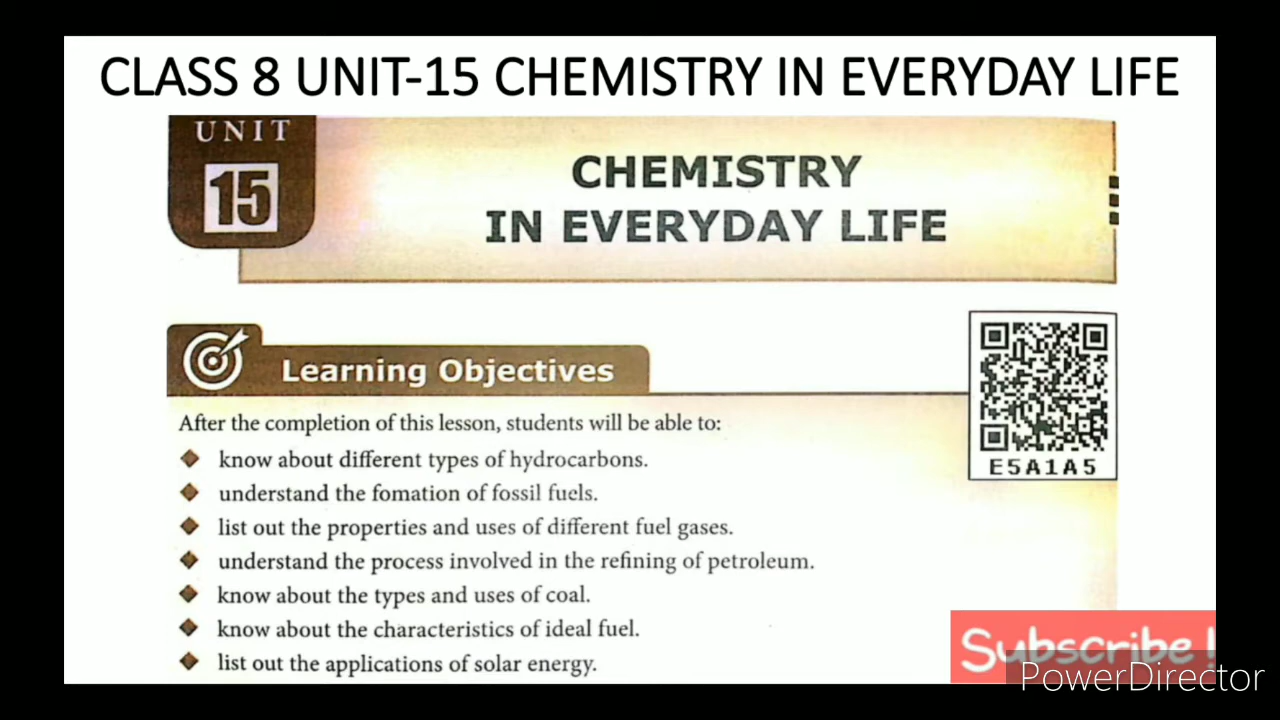 CLASS 8 UNIT-15 CHEMISTRY IN EVERYDAY LIFE
UNIT
15
CHEMISTRY
IN EVERYDAY LIFE
Learning Objectives
E5A1A5
After the completion of this lesson, students will be able to:
know about different types of hydrocarbons.
understand the fomation of fossil fuels.
list out the properties and uses of different fuel gases.
understand the process involved in the refining of petroleum.
know about the types and uses of coal.
know about the characteristics of ideal fuel.
list out the applications of solar energy.
Subscribe !
PowerDirector